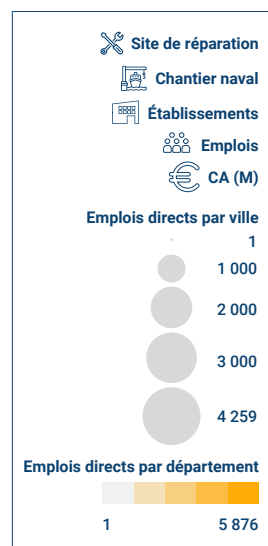 Site de réparation
Chantier naval
Établissements
Emplois
CA (M)
Emplois directs par ville
1
1 000
2 000
3 000
4 259
Emplois directs par département
1 5 876